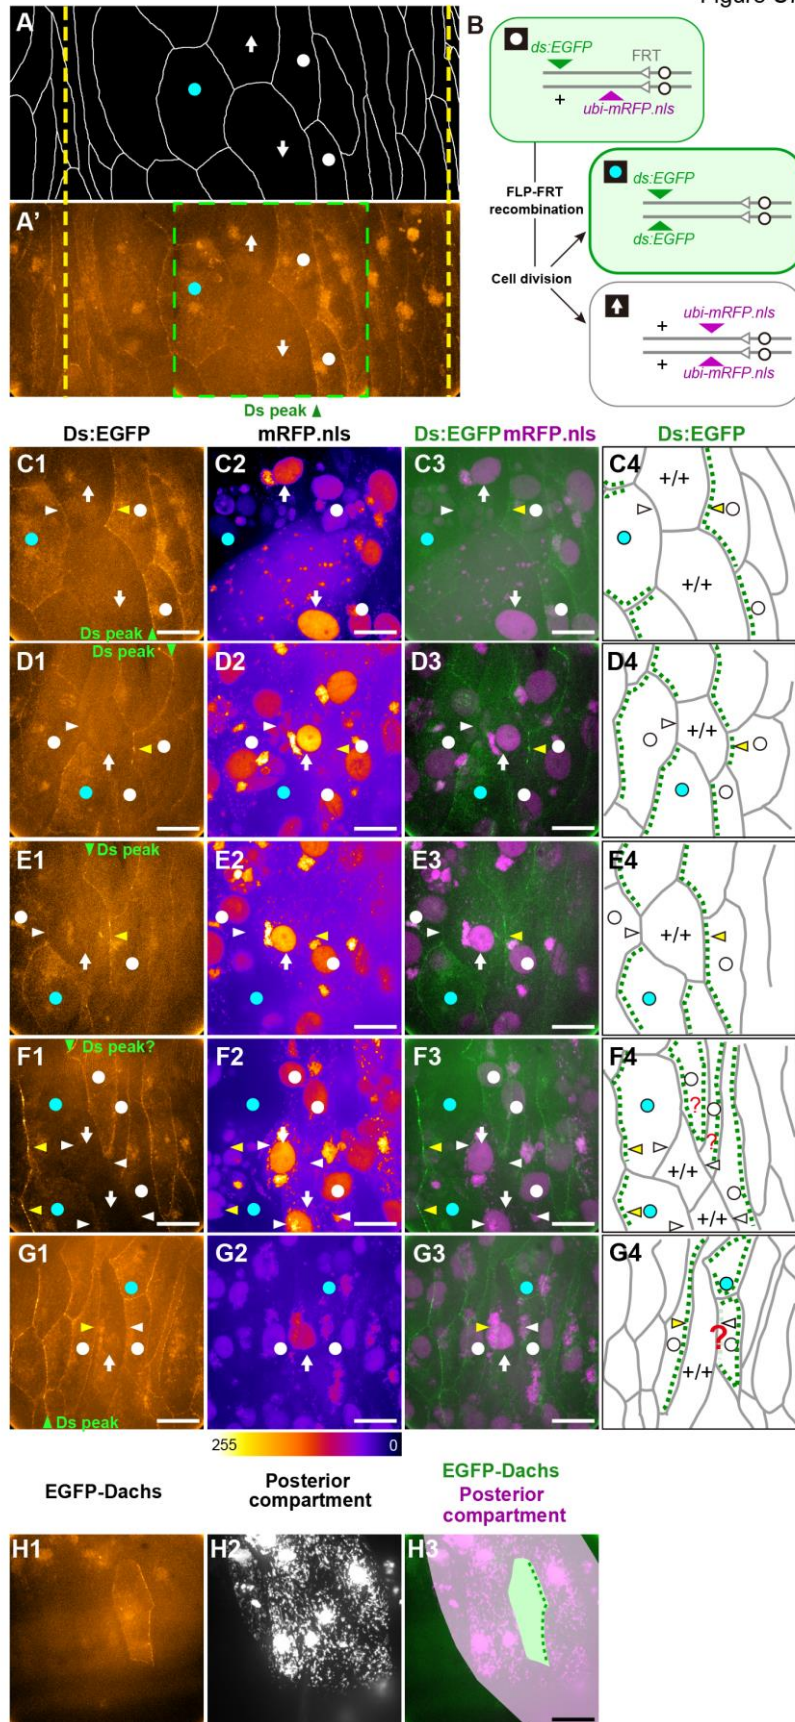 A
B
ds:EGFP
FRT
+
ubi-mRFP.nls
FLP-FRT
recombination
ds:EGFP
ds:EGFP
Cell division
ubi-mRFP.nls
+
+
ubi-mRFP.nls
A'
Ds peak
Ds:EGFP
mRFP.nls
Ds:EGFP mRFP.nls
Ds:EGFP
C1
C2
C3
C4
+/+
+/+
Ds peak
Ds peak
D1
D2
D3
D4
+/+
E1
Ds peak
E2
E3
E4
+/+
F1
Ds peak?
F2
F3
F4
?
?
+/+
+/+
G1
G2
G3
G4
?
+/+
Ds peak
255
0
EGFP-Dachs
Posterior
compartment
EGFP-Dachs
Posterior
compartment
H1
H2
H3